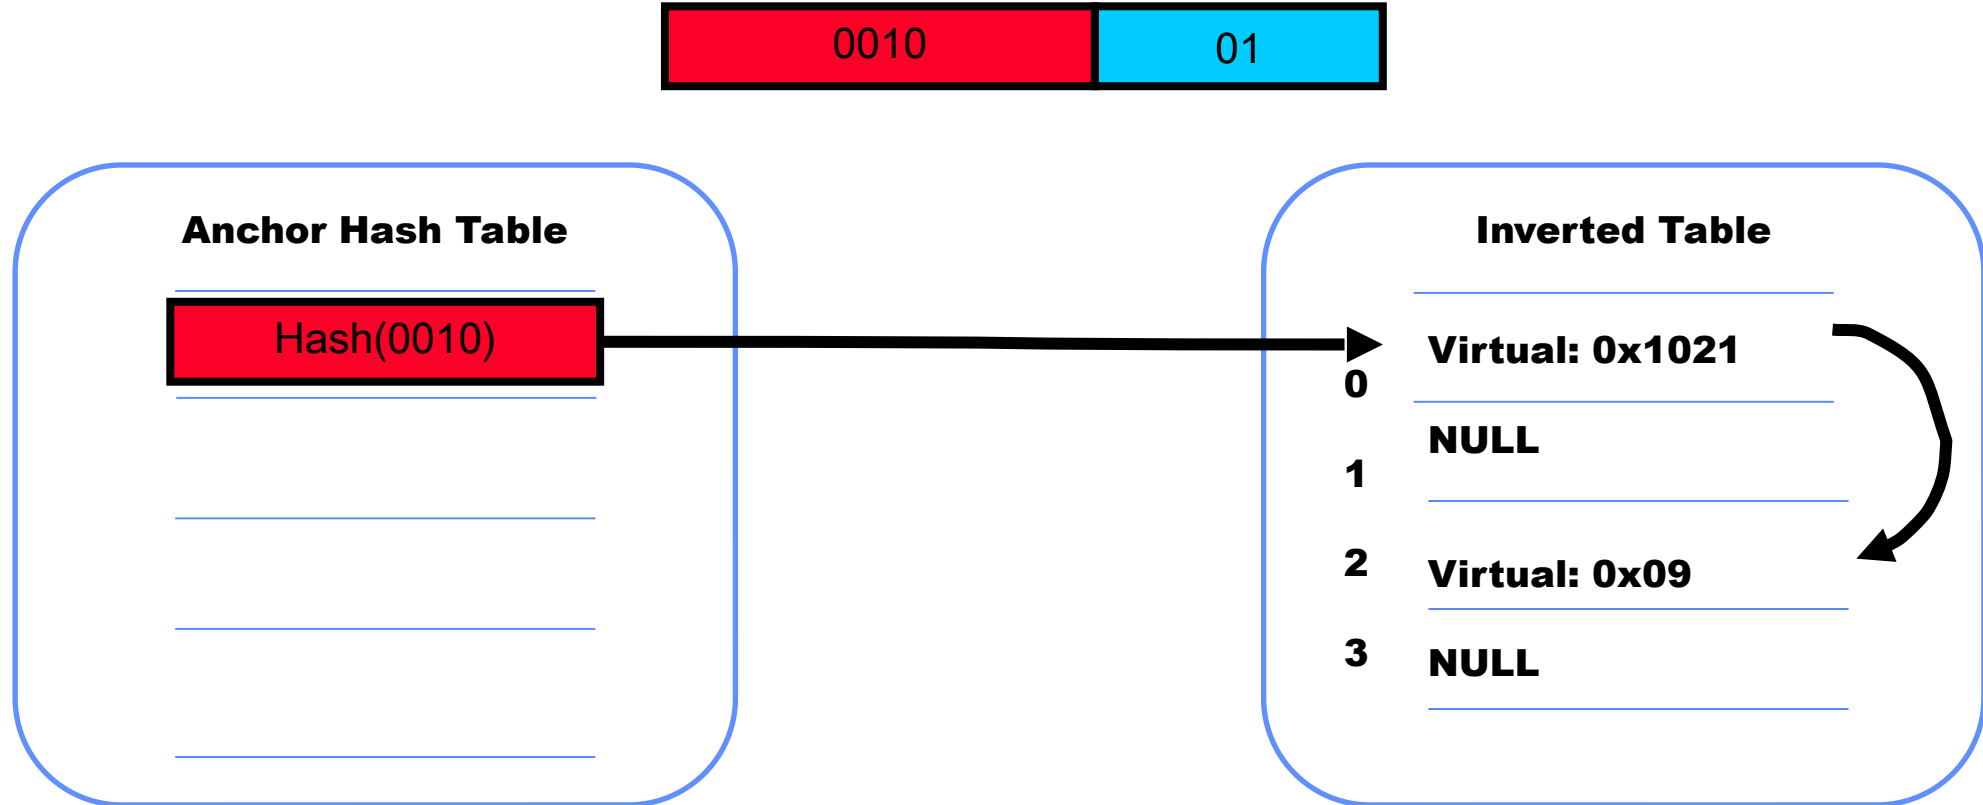 0010
01
Anchor Hash Table
Hash(0010)
Inverted Table
Virtual: 0x1021
0
NULL
1
2
Virtual: 0x09
3
NULL